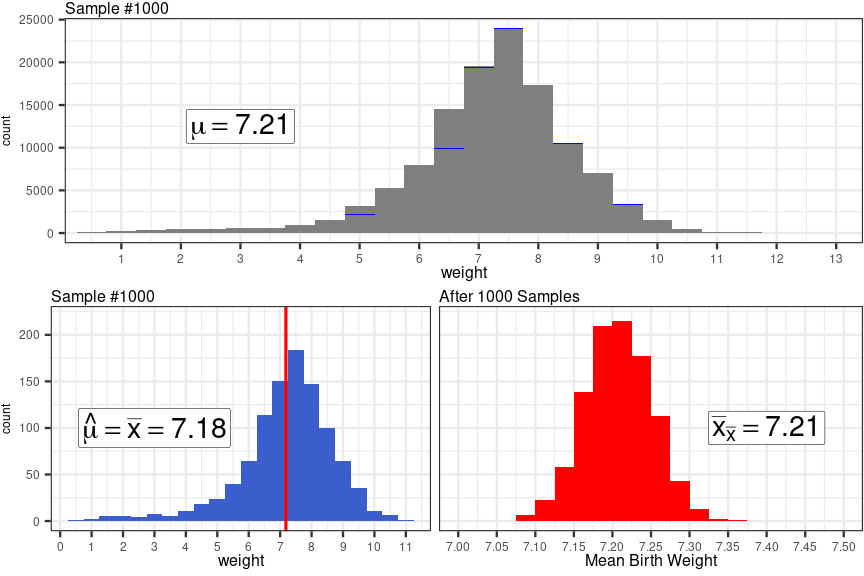 Sample #1000
count
25000
20000
15000
10000
5000
0
μ = 7.21
1 2 3 4 5 6 7 8 9 10 11 12 13
weight
Sample #1000
count
200
150
100
50
0
μ̂ = x̅ = 7.18
0 1 2 3 4 5 6 7 8 9 10 11
weight
After 1000 Samples
x̅x̅ = 7.21
7.00 7.05 7.10 7.15 7.20 7.25 7.30 7.35 7.40 7.45 7.50
Mean Birth Weight